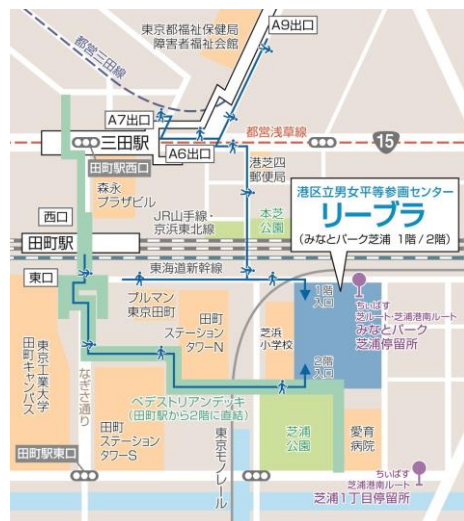 A9出口
東京都福祉保健局
障害者福祉会館
都営三田線
A7出口
都営浅草線
15
三田駅
A6出口
田町駅西口
港芝四
郵便局
森永
プラザビル
港区立男女平等参画センター
リーブラ
(みなとパーク芝浦 1階/2階)
西口
JR山手線・
京浜東北線
本芝
公園
田町駅
東海道新幹線
東口
プルマン
東京田町
田町
ステーション
タワーN
芝浜
小学校
1階
入口
ちぃばす
芝ルート・芝浦港南ルート
みなとパーク
芝浦停留所
2階
入口
東京工業大学
田町キャンパス
なぎさ通り
ペデストリアンデッキ
(田町駅から2階に直結)
田町
ステーション
タワーS
東京モノレール
芝浦
公園
愛育
病院
田町駅東口
ちぃばす
芝浦港南ルート
芝浦1丁目停留所